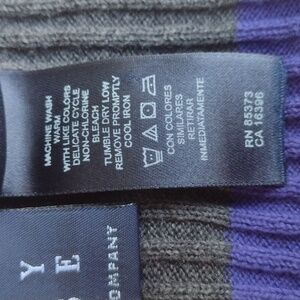 MACHINE WASH
WARM
WITH LIKE COLORS
DELICATE CYCLE
NON-CHLORINE
BLEACH
TUMBLE DRY LOW
REMOVE PROMPTLY
COOL IRON
CON COLORES
SIMILARES
RETIRAR
INMEDIATAMENTE
RN 85373
CA 16396
Y
E
OMPANY